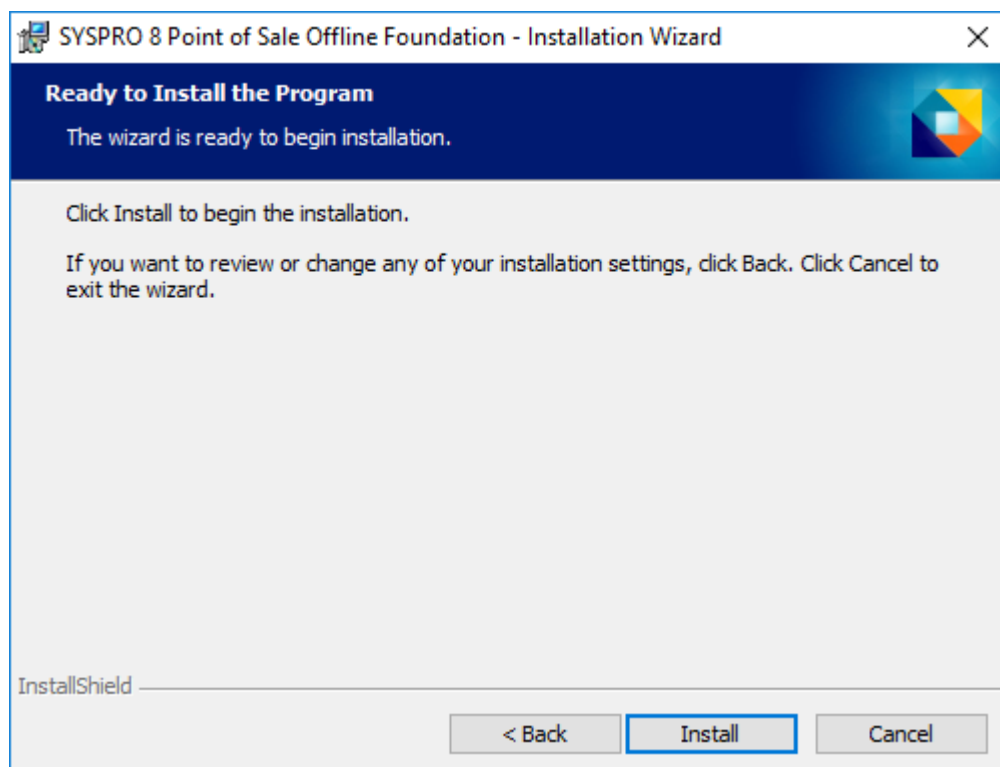 SYSPRO 8 Point of Sale Offline Foundation - Installation Wizard
Ready to Install the Program
The wizard is ready to begin installation.
Click Install to begin the installation.
If you want to review or change any of your installation settings, click Back. Click Cancel to
exit the wizard.
InstallShield
< Back
Install
Cancel